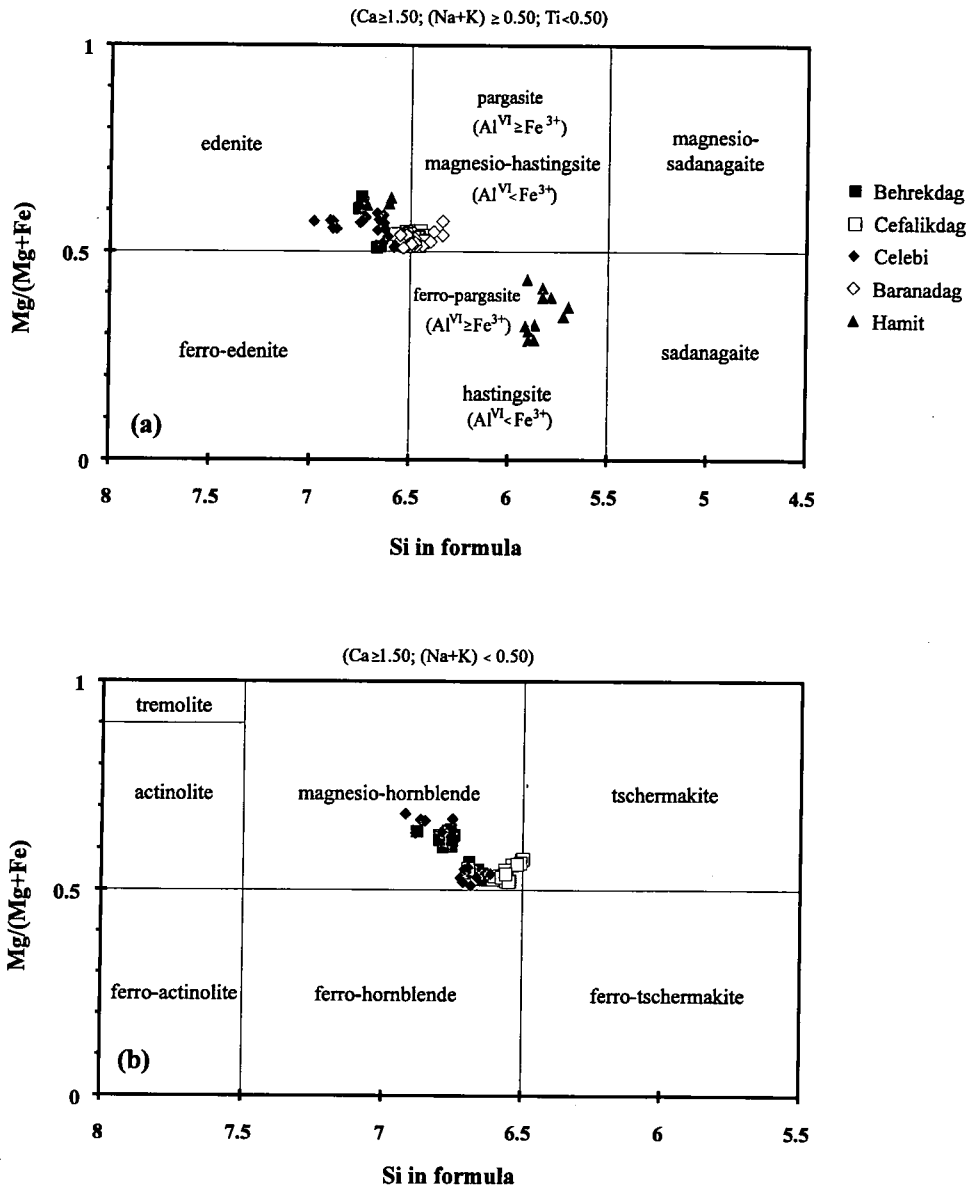 (Ca≥1.50; (Na+K) ≥ 0.50; Ti<0.50)
1
0.5
0
Mg/(Mg+Fe)
edenite
pargasite
(Al^VI≥Fe^3+)
magnesio-hastingsite
(Al^VI<Fe^3+)
magnesio-
sadanagaite
ferro-edenite
ferro-pargasite
(Al^VI≥Fe^3+)
hastingsite
(Al^VI<Fe^3+)
sadanagaite
(a)
8 7.5 7 6.5 6 5.5 5 4.5
Si in formula
Behrekdag
Cefalikdag
Celebi
Baranadag
Hamit
(Ca≥1.50; (Na+K) < 0.50)
1
0.5
0
Mg/(Mg+Fe)
tremolite
actinolite
magnesio-hornblende
tschermakite
ferro-actinolite
ferro-hornblende
ferro-tschermakite
(b)
8 7.5 7 6.5 6 5.5
Si in formula